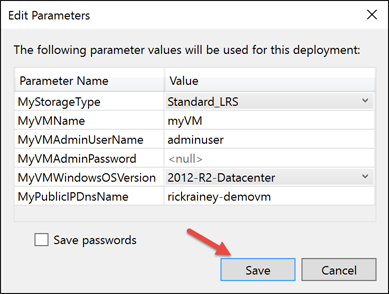 Edit Parameters
The following parameter values will be used for this deployment:
Parameter Name Value
MyStorageType Standard_LRS
MyVMName myVM
MyVMAdminUserName adminuser
MyVMAdminPassword <null>
MyVMWindowsOSVersion 2012-R2-Datacenter
MyPublicIPDnsName rickrainey-demovm
Save passwords
Save Cancel